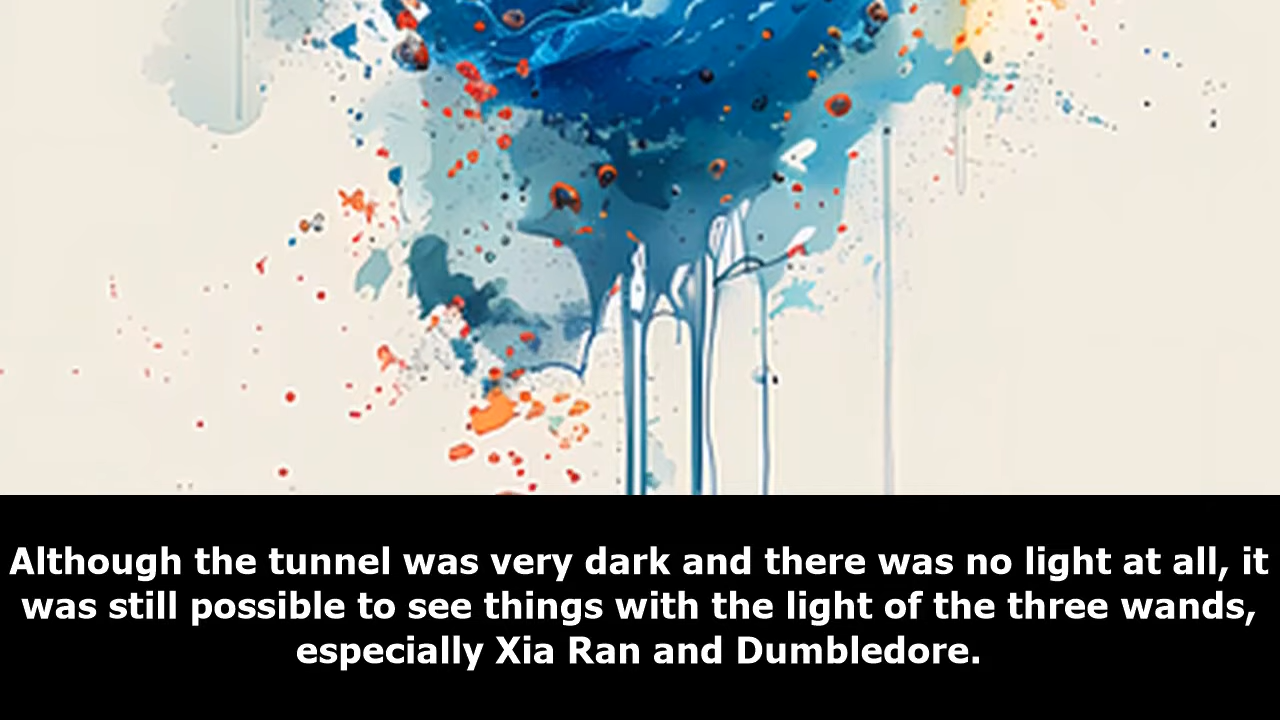 Although the tunnel was very dark and there was no light at all, it
was still possible to see things with the light of the three wands,
especially Xia Ran and Dumbledore.